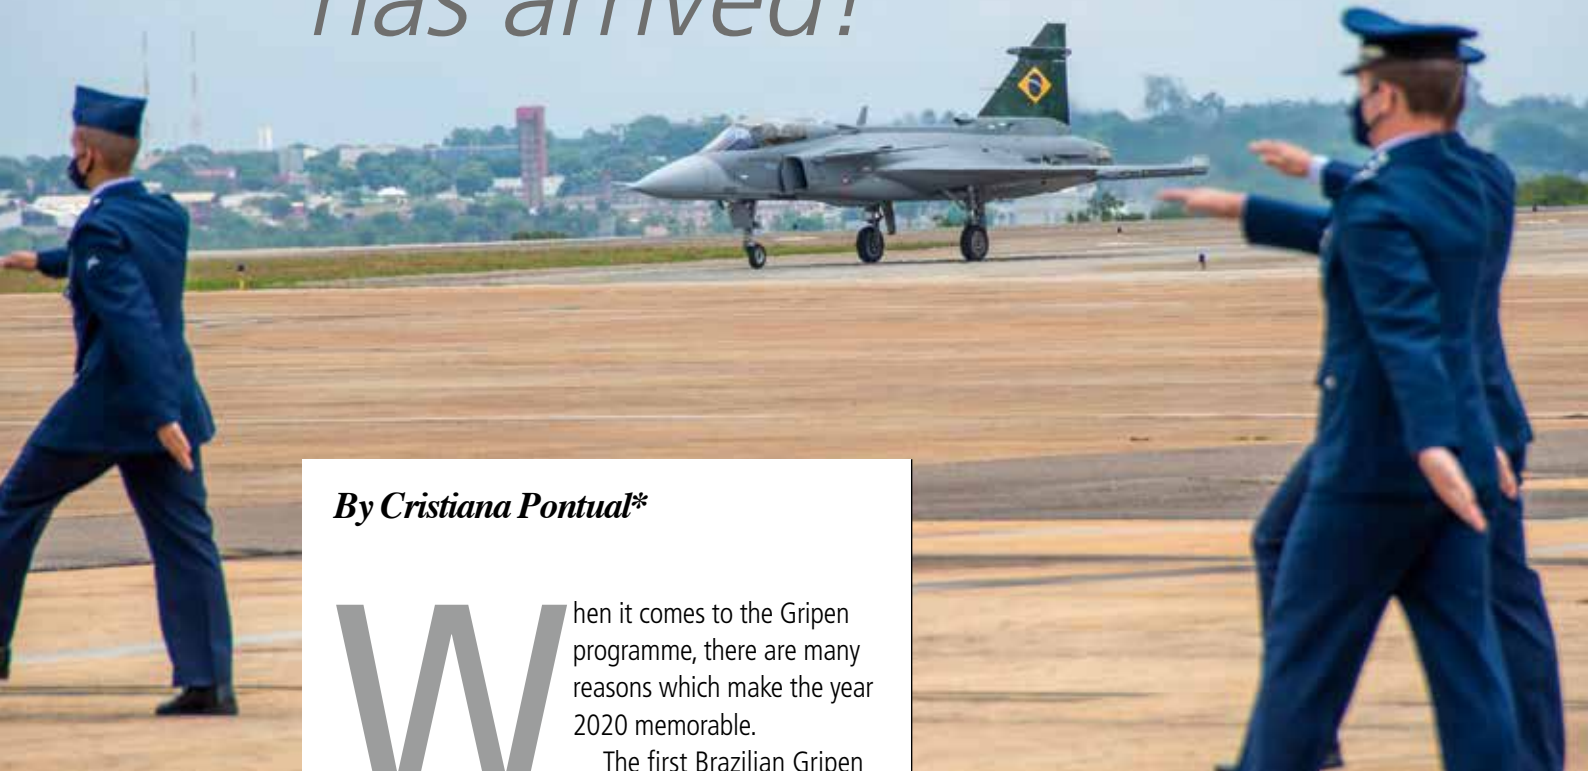 has arrived!
By Cristiana Pontual*
When it comes to the Gripen
programme, there are many
reasons which make the year
2020 memorable.
The first Brazilian Gripen